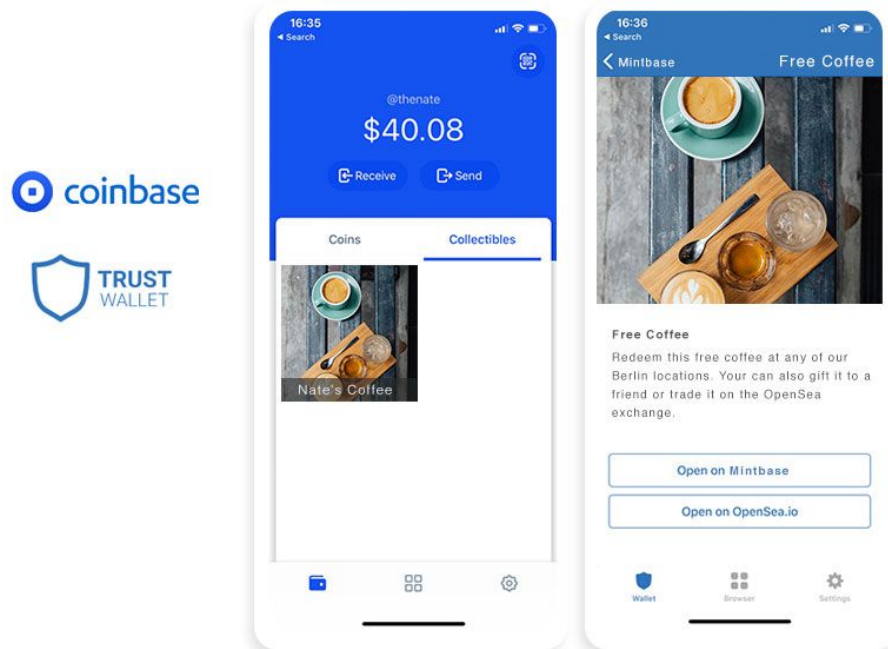 coinbase
TRUST
WALLET
16:35
Search
@thenate
$40.08
Receive
Send
Coins
Collectibles
Nate's Coffee
16:36
Search
Mintbase
Free Coffee
Free Coffee
Redeem this free coffee at any of our
Berlin locations. Your can also gift it to a
friend or trade it on the OpenSea
exchange.
Open on Mintbase
Open on OpenSea.io
Wallet
Browser
Settings